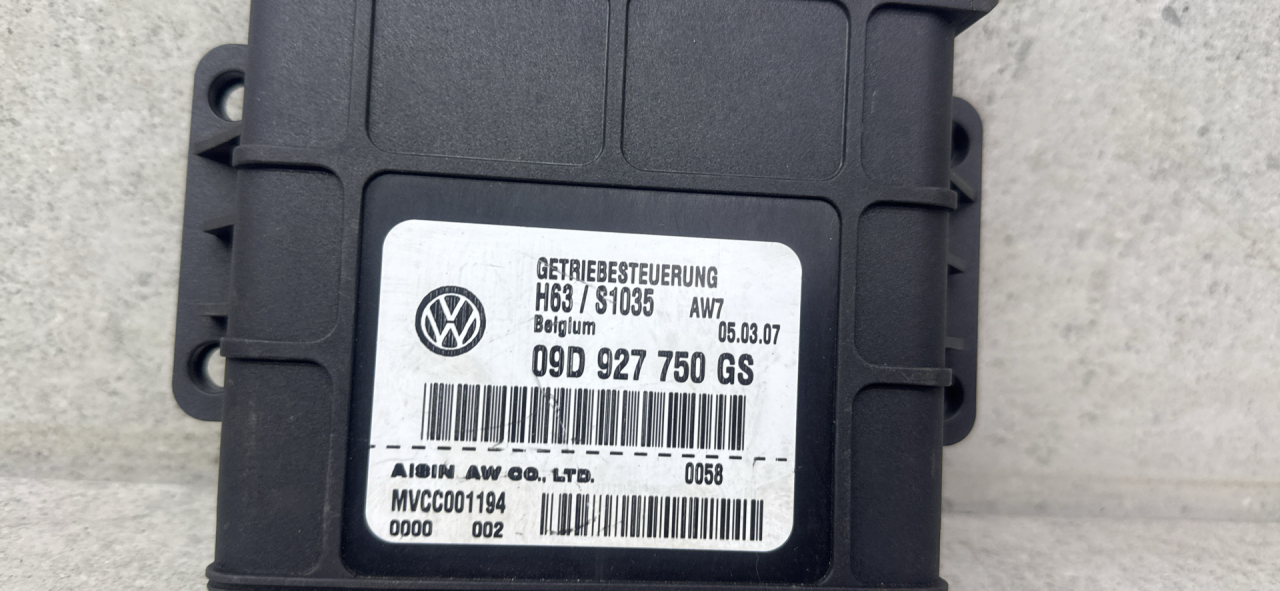 GETRIEBESTEUERUNG
H63 / S1035 AW7
Belgium 05.03.07
09D 927 750 GS
AISIN AW CO., LTD. 0058
MVCC001194
0000 002